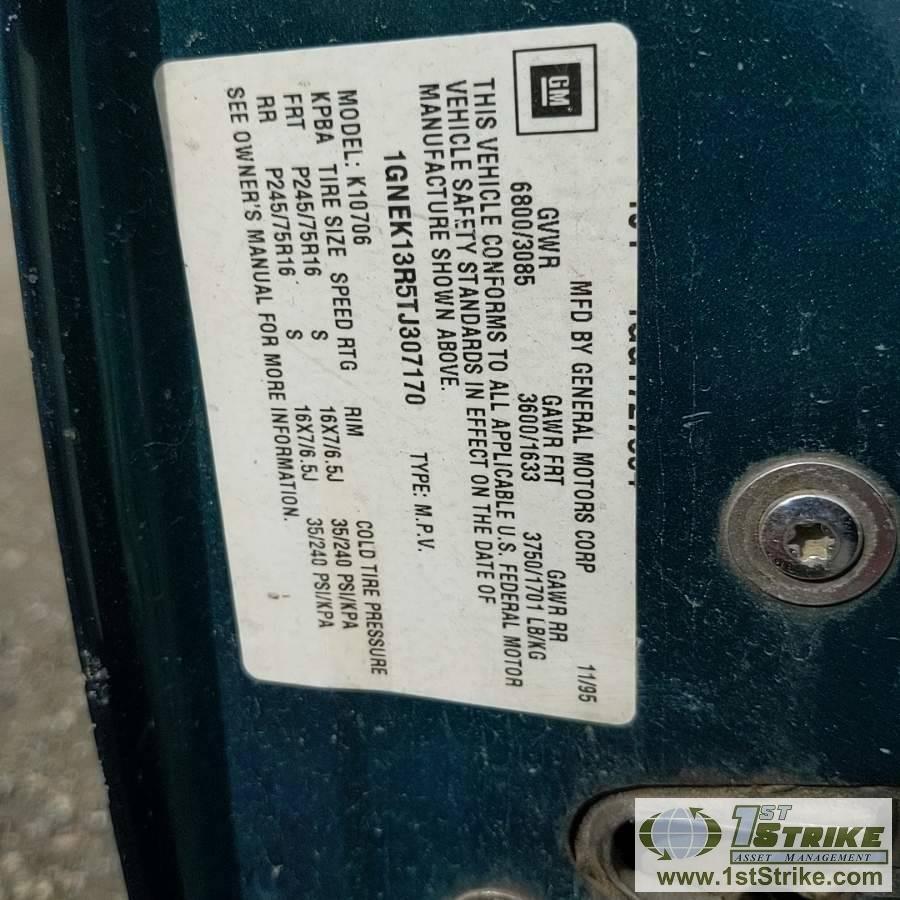 GM
MFD BY GENERAL MOTORS CORP 11/95
GVWR GAWR FRT GAWR RR
6800/3085 3600/1633 3750/1701 LB/KG
THIS VEHICLE CONFORMS TO ALL APPLICABLE U.S. FEDERAL MOTOR
VEHICLE SAFETY STANDARDS IN EFFECT ON THE DATE OF
MANUFACTURE SHOWN ABOVE.
1GNEK13R5TJ307170 TYPE: M.P.V.
MODEL: K10706
KPBA TIRE SIZE SPEED RTG RIM COLD TIRE PRESSURE
FRT P245/75R16 S 16X7/6.5J 35/240 PSI/KPA
RR P245/75R16 S 16X7/6.5J 35/240 PSI/KPA
SEE OWNER'S MANUAL FOR MORE INFORMATION.
1ST STRIKE
ASSET MANAGEMENT
www.1stStrike.com